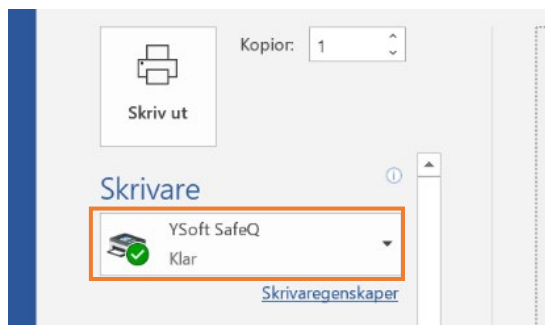 Kopior: 1
Skriv ut
Skrivare
YSoft SafeQ
Klar
Skrivaregenskaper